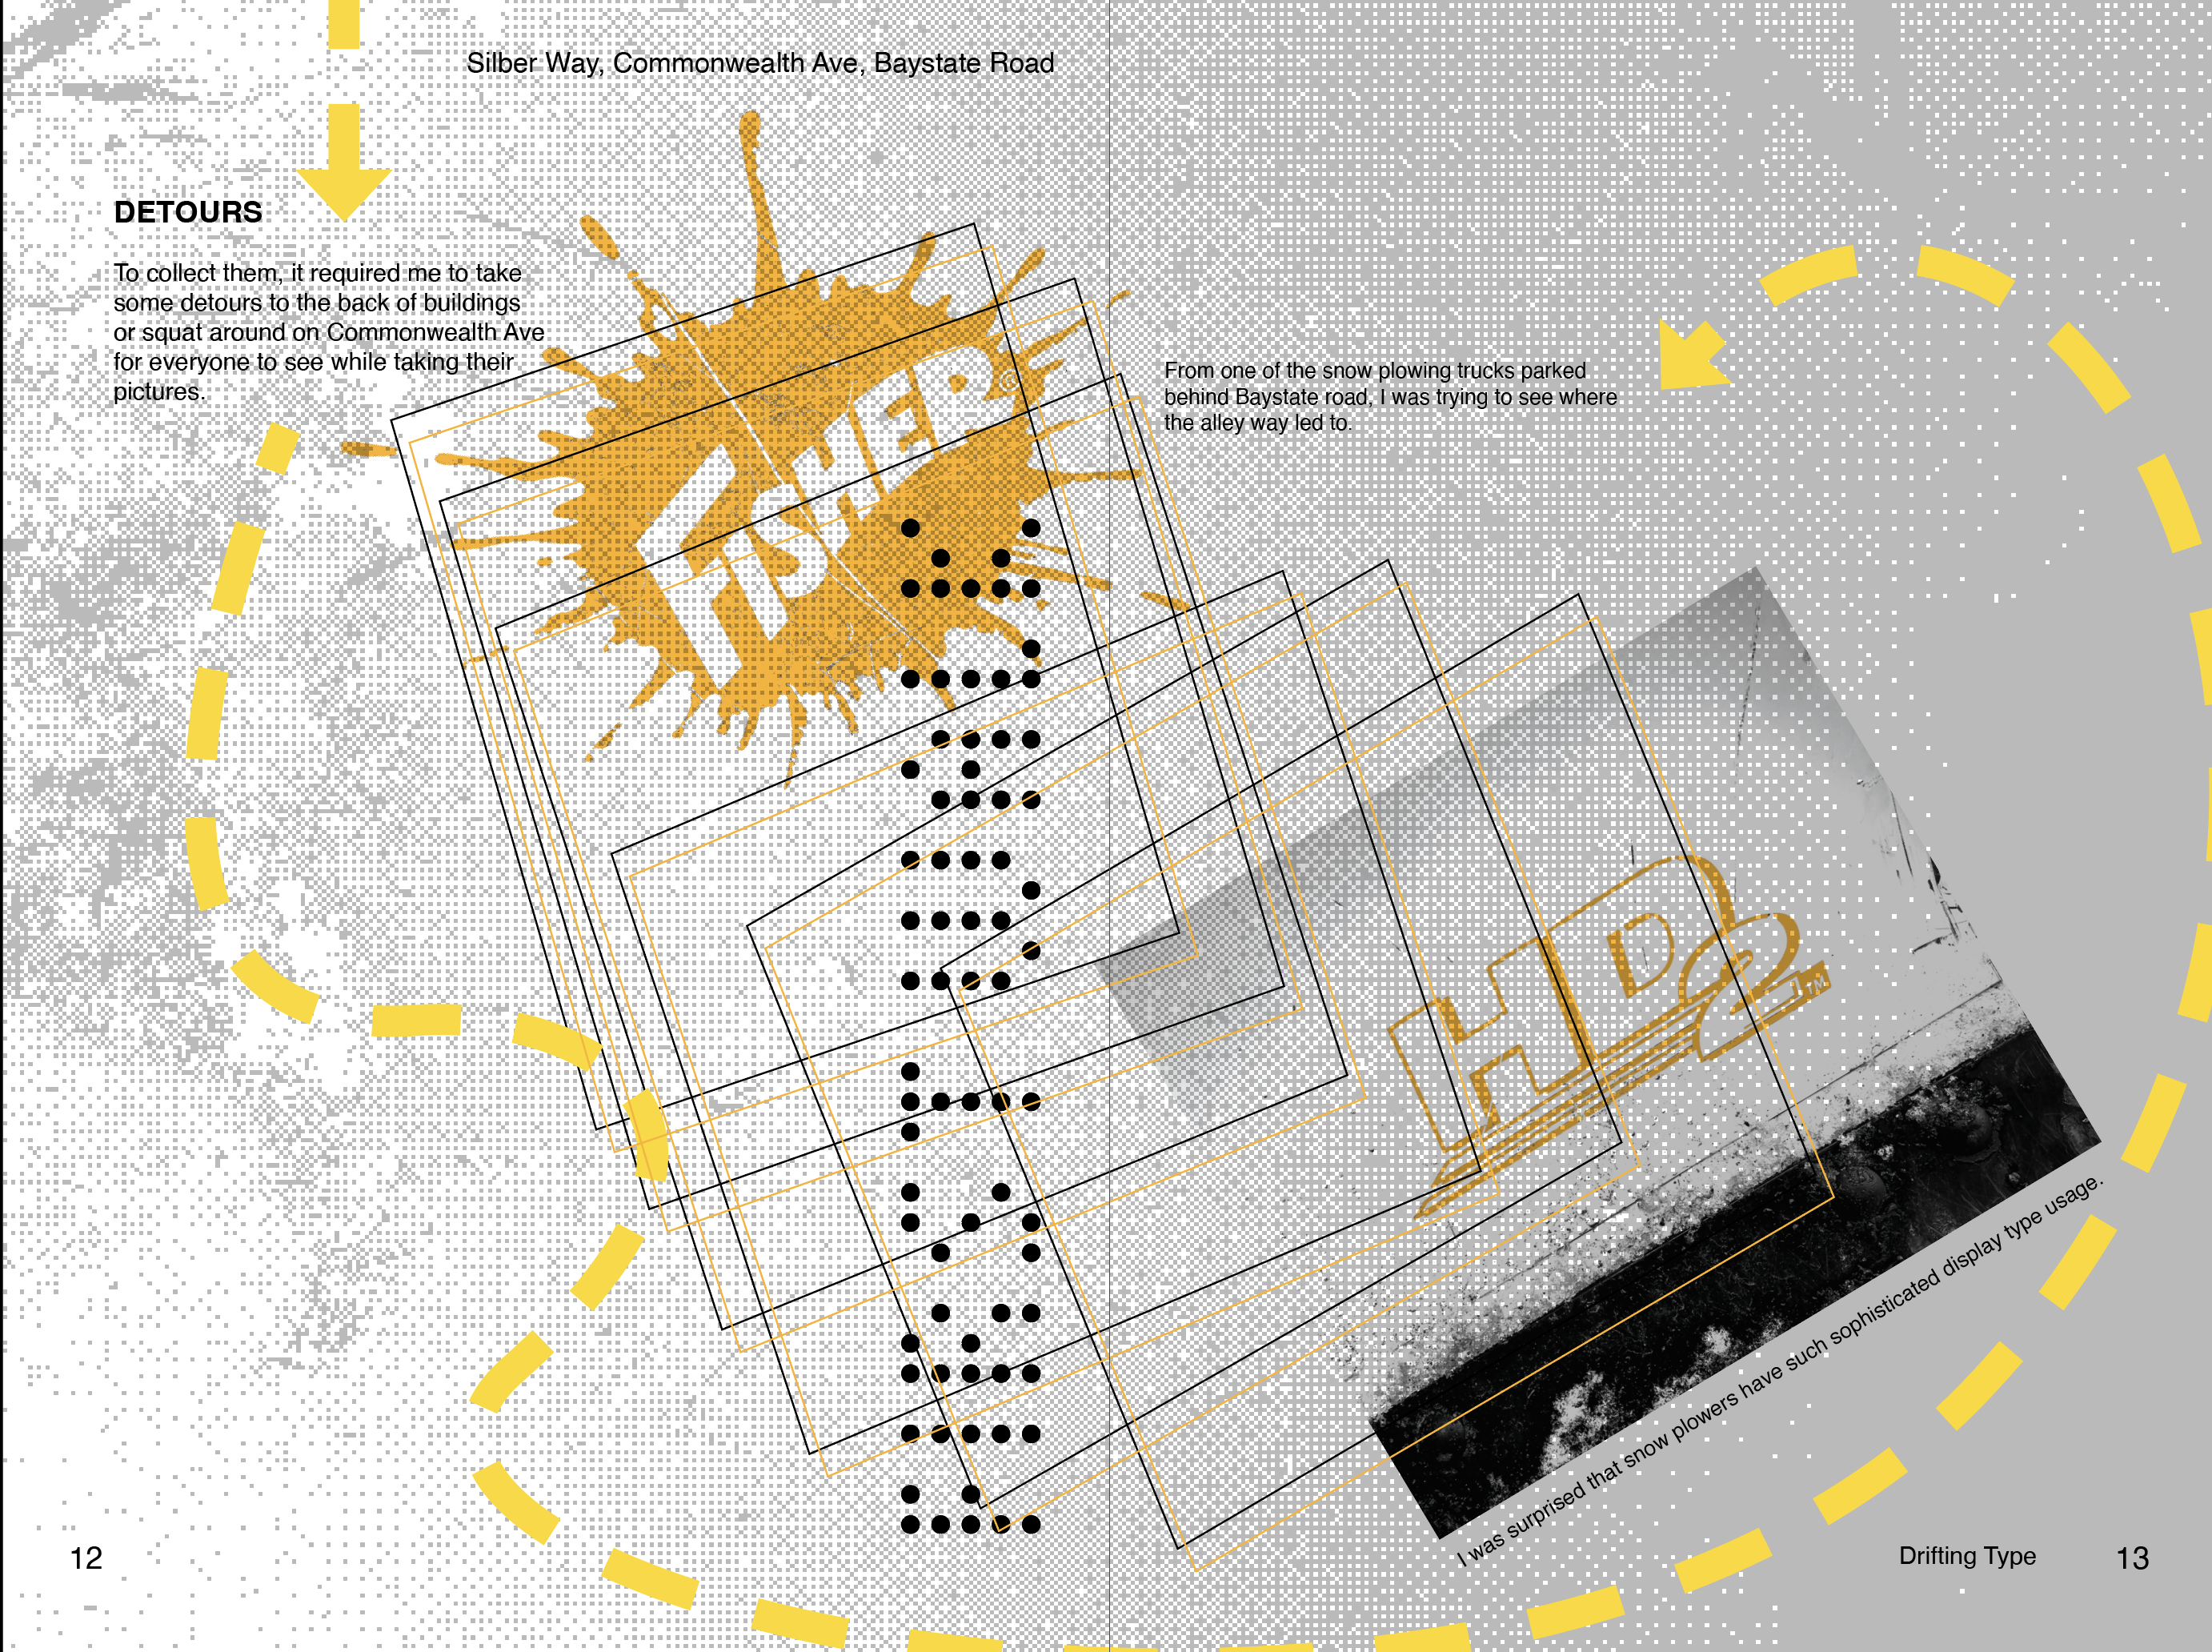 Silber Way, Commonwealth Ave, Baystate Road
DETOURS
To collect them, it required me to take
some detours to the back of buildings
or squat around on Commonwealth Ave
for everyone to see while taking their
pictures.
FISHER®
From one of the snow plowing trucks parked
behind Baystate road, I was trying to see where
the alley way led to.
FIRST WALK
HD2™
I was surprised that snow plowers have such sophisticated display type usage.
12
Drifting Type
13